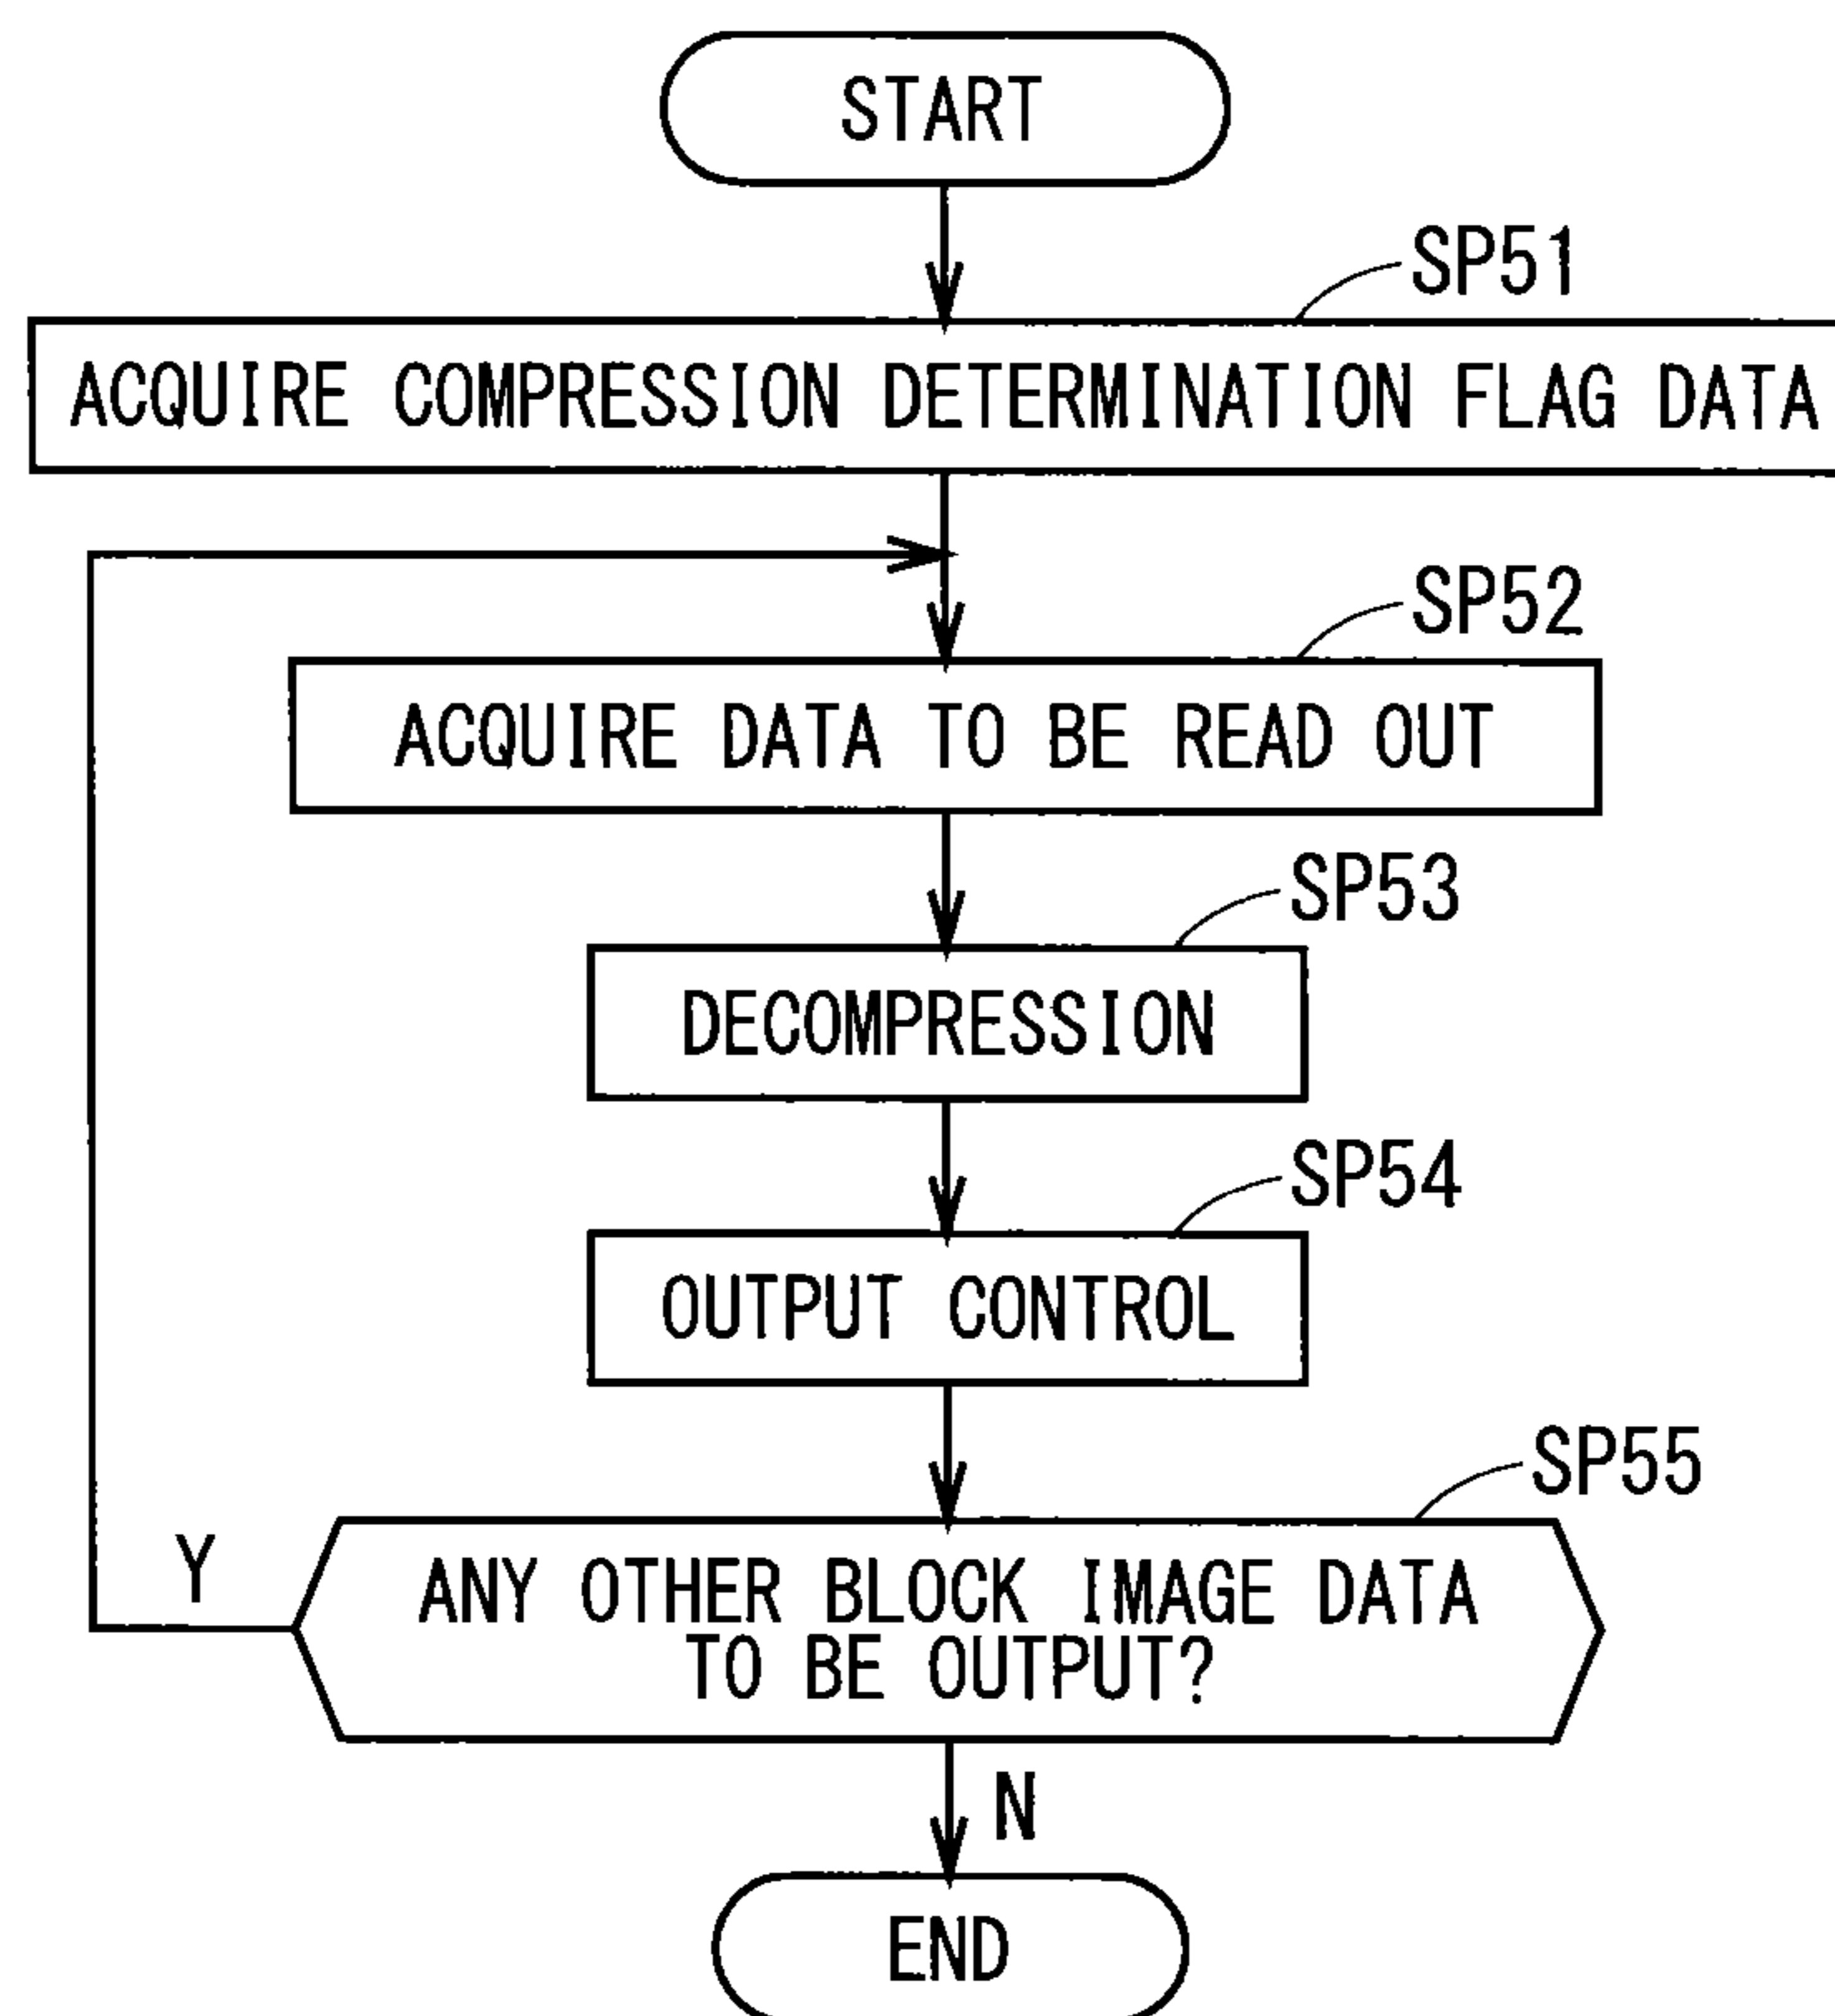 START
SP51
ACQUIRE COMPRESSION DETERMINATION FLAG DATA
SP52
ACQUIRE DATA TO BE READ OUT
SP53
DECOMPRESSION
SP54
OUTPUT CONTROL
SP55
Y
ANY OTHER BLOCK IMAGE DATA
TO BE OUTPUT?
N
END